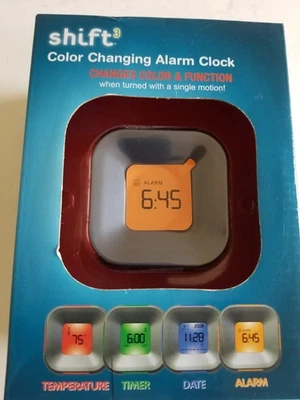 shift³
Color Changing Alarm Clock
CHANGES COLOR & FUNCTION
when turned with a single motion!
ALARM
6:45
75
6:00
11:28
6:45
TEMPERATURE TIMER DATE ALARM